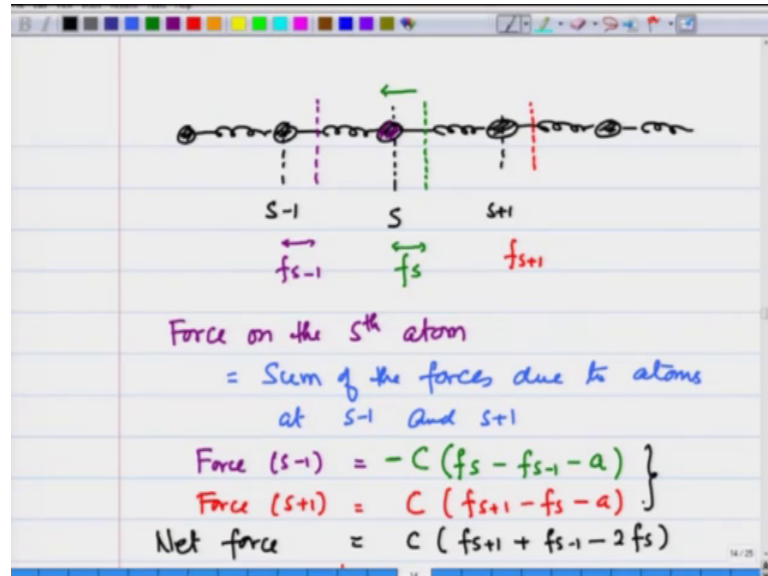 s-1 s s+1
fs-1 fs fs+1
Force on the sth atom
= Sum of the forces due to atoms
at s-1 and s+1
Force (s-1) = -C (fs - fs-1 - a)
Force (s+1) = C (fs+1 - fs - a)
Net force = C (fs+1 + fs-1 - 2fs)
14/25